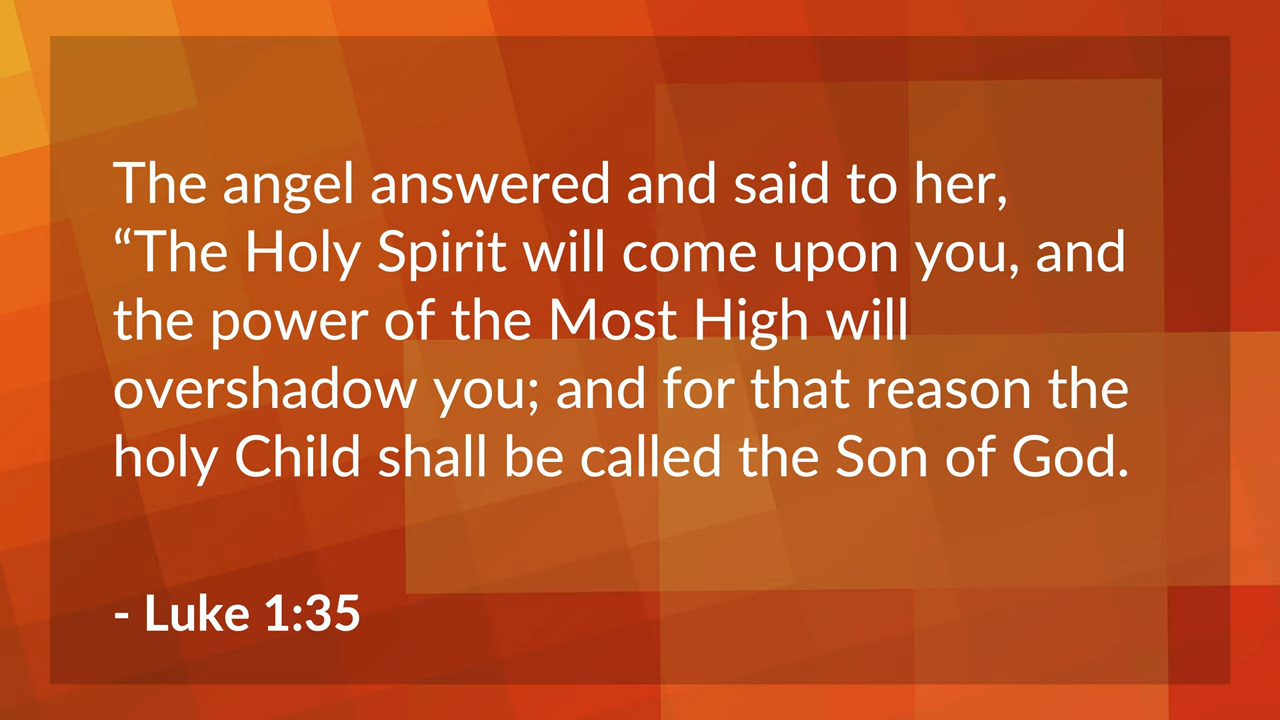 The angel answered and said to her,
“The Holy Spirit will come upon you, and
the power of the Most High will
overshadow you; and for that reason the
holy Child shall be called the Son of God.
- Luke 1:35